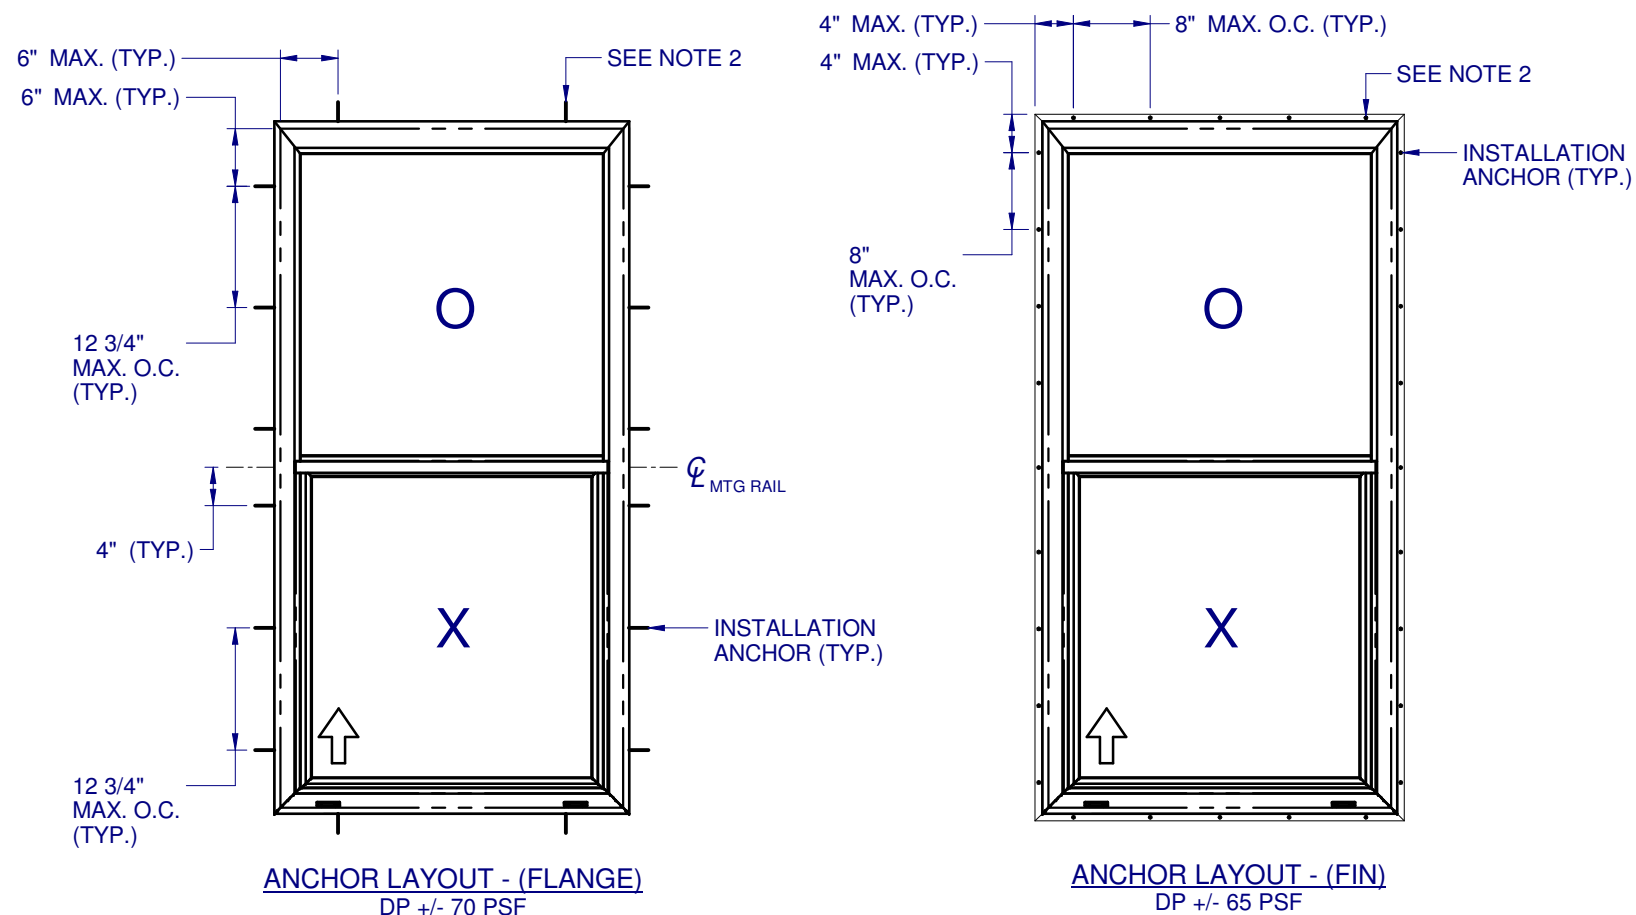 6" MAX. (TYP.)
6" MAX. (TYP.)
SEE NOTE 2
12 3/4"
MAX. O.C.
(TYP.)
O
℄ MTG RAIL
4" (TYP.)
X
INSTALLATION
ANCHOR (TYP.)
12 3/4"
MAX. O.C.
(TYP.)
ANCHOR LAYOUT - (FLANGE)
DP +/- 70 PSF
4" MAX. (TYP.)
8" MAX. O.C. (TYP.)
4" MAX. (TYP.)
SEE NOTE 2
INSTALLATION
ANCHOR (TYP.)
8"
MAX. O.C.
(TYP.)
O
X
ANCHOR LAYOUT - (FIN)
DP +/- 65 PSF